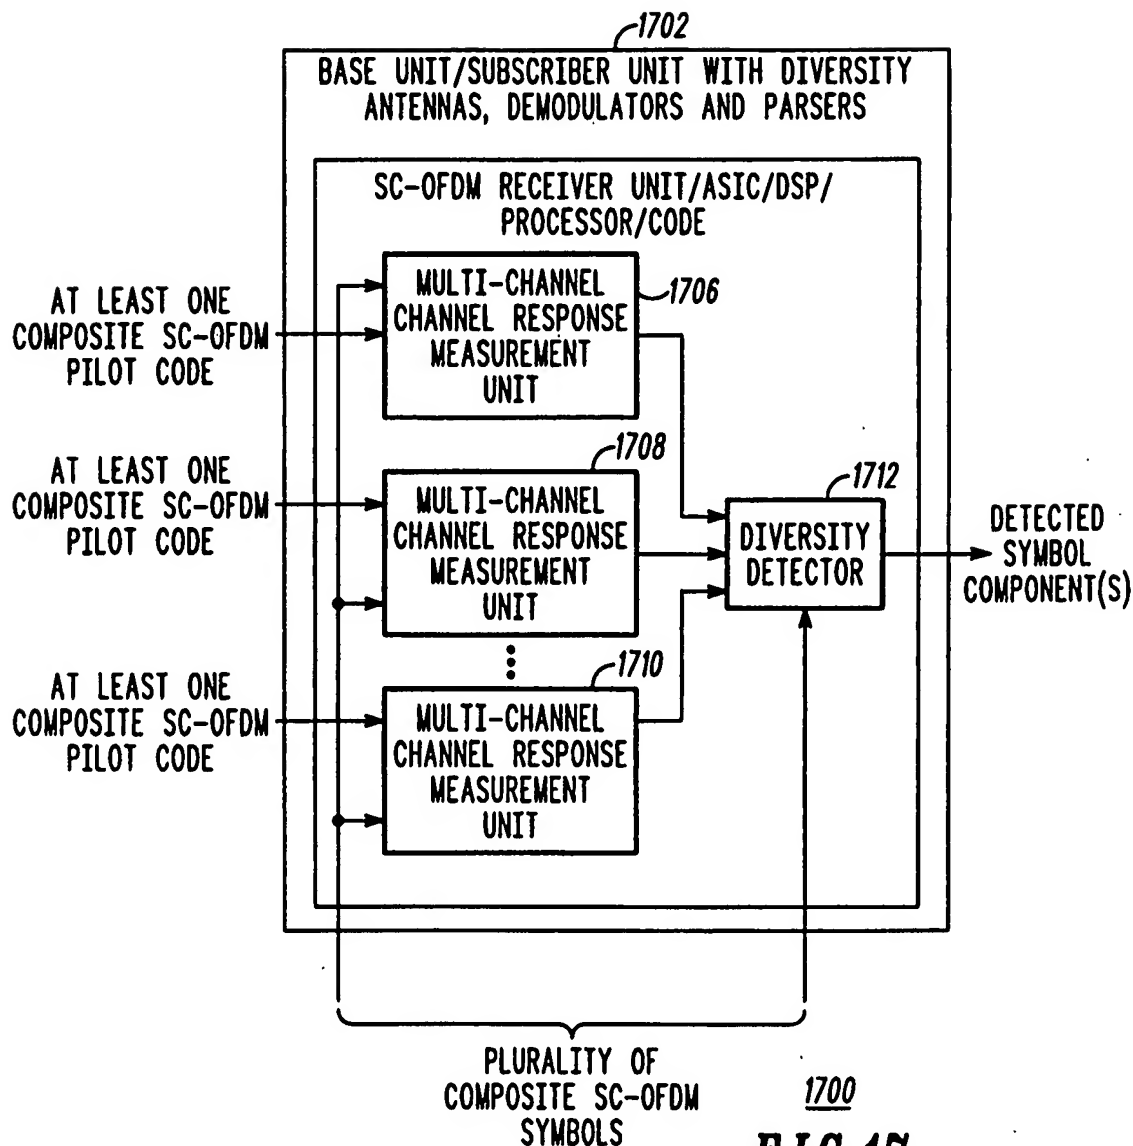 1702
BASE UNIT/SUBSCRIBER UNIT WITH DIVERSITY
ANTENNAS, DEMODULATORS AND PARSERS
SC-OFDM RECEIVER UNIT/ASIC/DSP/
PROCESSOR/CODE
AT LEAST ONE
COMPOSITE SC-OFDM
PILOT CODE
MULTI-CHANNEL
CHANNEL RESPONSE
MEASUREMENT
UNIT
1706
AT LEAST ONE
COMPOSITE SC-OFDM
PILOT CODE
1708
MULTI-CHANNEL
CHANNEL RESPONSE
MEASUREMENT
UNIT
1712
DIVERSITY
DETECTOR
DETECTED
SYMBOL
COMPONENT(S)
AT LEAST ONE
COMPOSITE SC-OFDM
PILOT CODE
1710
MULTI-CHANNEL
CHANNEL RESPONSE
MEASUREMENT
UNIT
PLURALITY OF
COMPOSITE SC-OFDM
SYMBOLS
1700